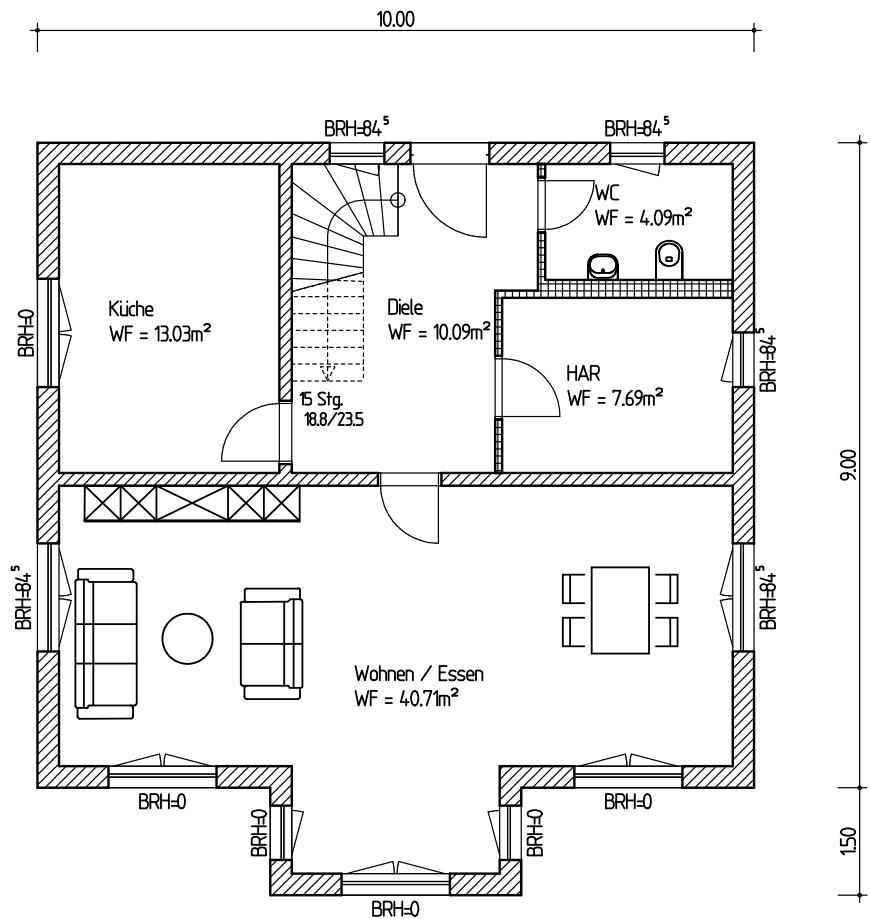 10.00
BRH=84⁵
BRH=84⁵
WC
WF = 4.09m²
Küche
WF = 13.03m²
Diele
WF = 10.09m²
BRH=0
BRH=84⁵
HAR
WF = 7.69m²
15 Stg.
18.8/23.5
9.00
BRH=84⁵
BRH=84⁵
Wohnen / Essen
WF = 40.71m²
BRH=0
BRH=0
BRH=0
BRH=0
1.50
BRH=0